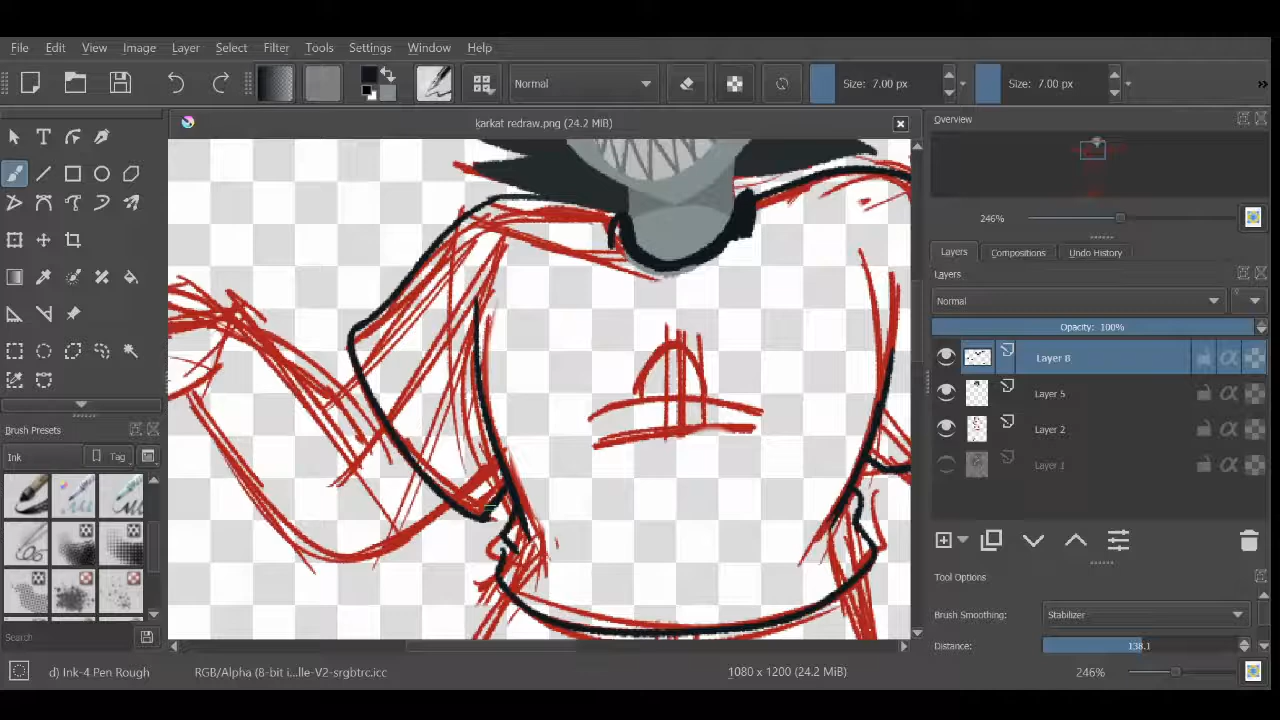 File Edit View Image Layer Select Filter Tools Settings Window Help
Normal Size: 7.00 px Size: 7.00 px »
karkat redraw.png (24.2 MiB)
Overview
246%
Layers Compositions Undo History
Layers
Normal
Opacity: 100%
Layer 8
Layer 5
Layer 2
Layer 1
Brush Presets
Ink Tag
Search
Tool Options
Brush Smoothing: Stabilizer
Distance: 138.1
d) Ink-4 Pen Rough RGB/Alpha (8-bit i...lle-V2-srgbtrc.icc 1080 x 1200 (24.2 MiB) 246%